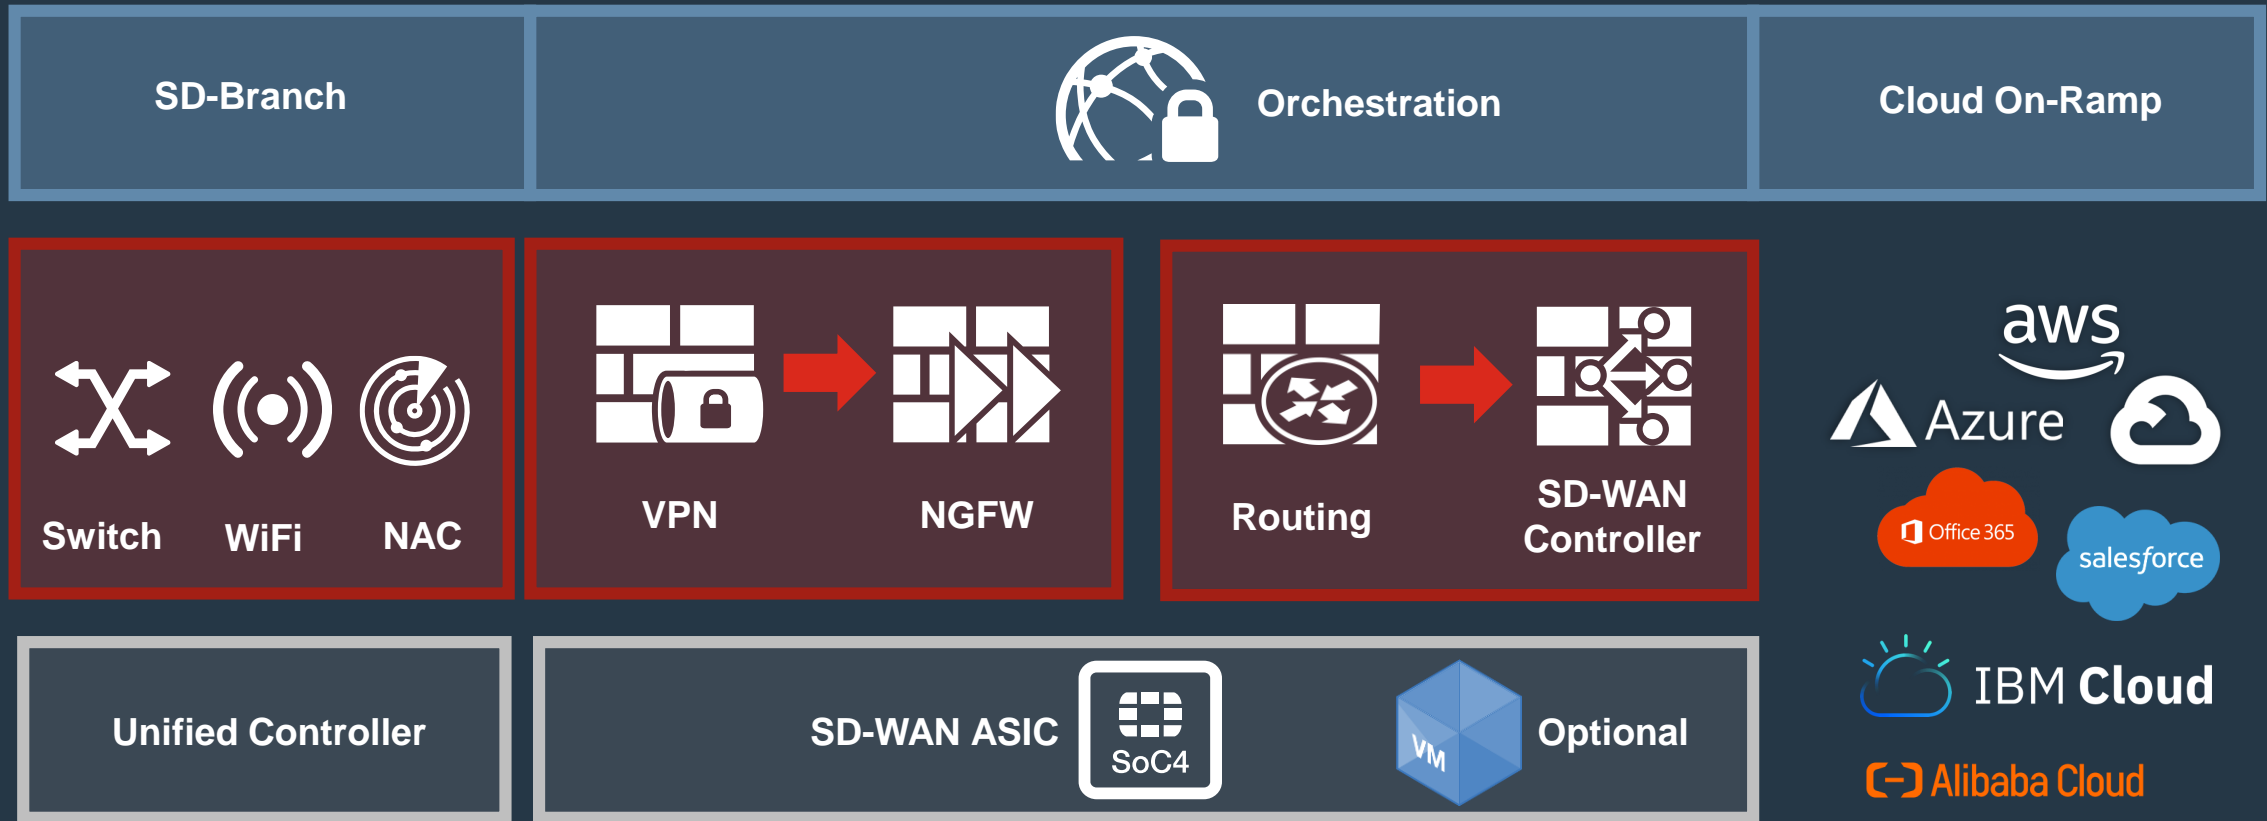 SD-Branch
Orchestration
Cloud On-Ramp
Switch
WiFi
NAC
VPN
NGFW
Routing
SD-WAN
Controller
aws
Azure
Office 365
salesforce
IBM Cloud
Alibaba Cloud
Unified Controller
SD-WAN ASIC
SoC4
VM
Optional